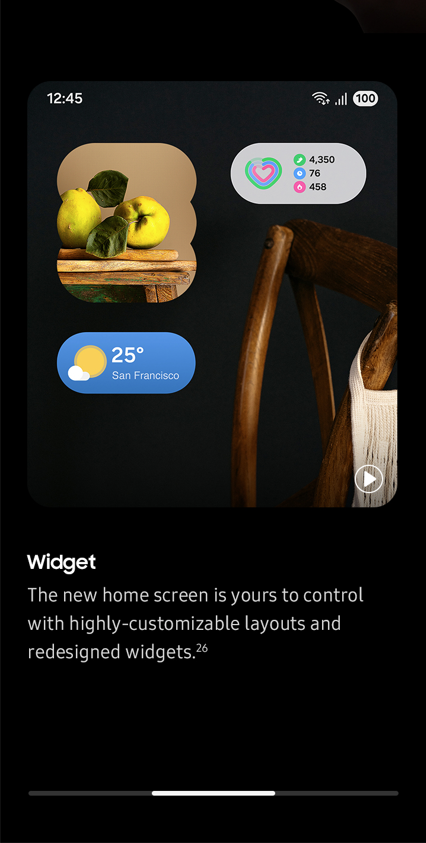 12:45 100
4,350
76
458
25°
San Francisco
Widget
The new home screen is yours to control
with highly-customizable layouts and
redesigned widgets.26